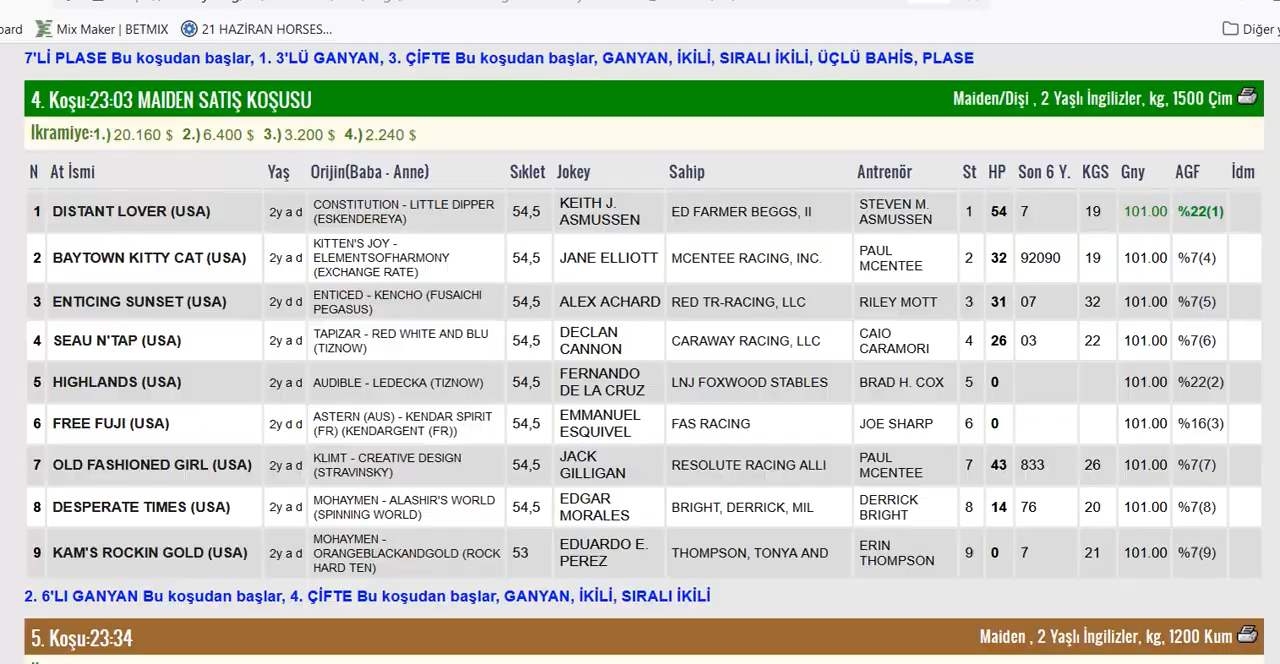 ard Mix Maker | BETMIX 21 HAZİRAN HORSES... Diğer y
7'Lİ PLASE Bu koşudan başlar, 1. 3'LÜ GANYAN, 3. ÇİFTE Bu koşudan başlar, GANYAN, İKİLİ, SIRALI İKİLİ, ÜÇLÜ BAHİS, PLASE
4. Koşu:23:03 MAIDEN SATIŞ KOŞUSU Maiden/Dişi , 2 Yaşlı İngilizler, kg, 1500 Çim
İkramiye:1.) 20.160 $ 2.) 6.400 $ 3.) 3.200 $ 4.) 2.240 $
N At İsmi Yaş Orijin(Baba - Anne) Sıklet Jokey Sahip Antrenör St HP Son 6 Y. KGS Gny AGF İdm
1 DISTANT LOVER (USA) 2y a d CONSTITUTION - LITTLE DIPPER (ESKENDEREYA) 54,5 KEITH J. ASMUSSEN ED FARMER BEGGS, II STEVEN M. ASMUSSEN 1 54 7 19 101.00 %22(1)
2 BAYTOWN KITTY CAT (USA) 2y a d KITTEN'S JOY - ELEMENTSOFHARMONY (EXCHANGE RATE) 54,5 JANE ELLIOTT MCENTEE RACING, INC. PAUL MCENTEE 2 32 92090 19 101.00 %7(4)
3 ENTICING SUNSET (USA) 2y d d ENTICED - KENCHO (FUSAICHI PEGASUS) 54,5 ALEX ACHARD RED TR-RACING, LLC RILEY MOTT 3 31 07 32 101.00 %7(5)
4 SEAU N'TAP (USA) 2y a d TAPIZAR - RED WHITE AND BLU (TIZNOW) 54,5 DECLAN CANNON CARAWAY RACING, LLC CAIO CARAMORI 4 26 03 22 101.00 %7(6)
5 HIGHLANDS (USA) 2y a d AUDIBLE - LEDECKA (TIZNOW) 54,5 FERNANDO DE LA CRUZ LNJ FOXWOOD STABLES BRAD H. COX 5 0 101.00 %22(2)
6 FREE FUJI (USA) 2y d d ASTERN (AUS) - KENDAR SPIRIT (FR) (KENDARGENT (FR)) 54,5 EMMANUEL ESQUIVEL FAS RACING JOE SHARP 6 0 101.00 %16(3)
7 OLD FASHIONED GIRL (USA) 2y a d KLIMT - CREATIVE DESIGN (STRAVINSKY) 54,5 JACK GILLIGAN RESOLUTE RACING ALLI PAUL MCENTEE 7 43 833 26 101.00 %7(7)
8 DESPERATE TIMES (USA) 2y a d MOHAYMEN - ALASHIR'S WORLD (SPINNING WORLD) 54,5 EDGAR MORALES BRIGHT, DERRICK, MIL DERRICK BRIGHT 8 14 76 20 101.00 %7(8)
9 KAM'S ROCKIN GOLD (USA) 2y a d MOHAYMEN - ORANGEBLACKANDGOLD (ROCK HARD TEN) 53 EDUARDO E. PEREZ THOMPSON, TONYA AND ERIN THOMPSON 9 0 7 21 101.00 %7(9)
2. 6'LI GANYAN Bu koşudan başlar, 4. ÇİFTE Bu koşudan başlar, GANYAN, İKİLİ, SIRALI İKİLİ
5. Koşu:23:34 Maiden , 2 Yaşlı İngilizler, kg, 1200 Kum